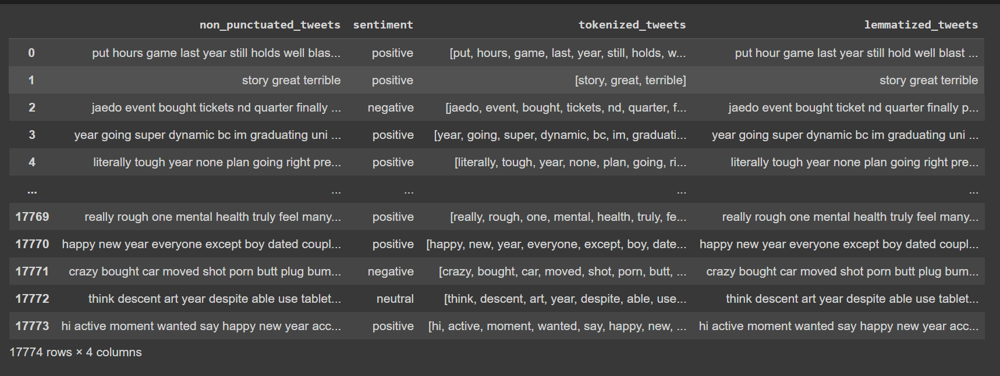 non_punctuated_tweets sentiment tokenized_tweets lemmatized_tweets
0 put hours game last year still holds well blas... positive [put, hours, game, last, year, still, holds, w... put hour game last year still hold well blast ...
1 story great terrible positive [story, great, terrible] story great terrible
2 jaedo event bought tickets nd quarter finally ... negative [jaedo, event, bought, tickets, nd, quarter, f... jaedo event bought ticket nd quarter finally p...
3 year going super dynamic bc im graduating uni ... positive [year, going, super, dynamic, bc, im, graduati... year going super dynamic bc im graduating uni ...
4 literally tough year none plan going right pre... positive [literally, tough, year, none, plan, going, ri... literally tough year none plan going right pre...
... ... ... ... ...
17769 really rough one mental health truly feel many... positive [really, rough, one, mental, health, truly, fe... really rough one mental health truly feel many...
17770 happy new year everyone except boy dated coupl... positive [happy, new, year, everyone, except, boy, date... happy new year everyone except boy dated coupl...
17771 crazy bought car moved shot porn butt plug bum... negative [crazy, bought, car, moved, shot, porn, butt, ... crazy bought car moved shot porn butt plug bum...
17772 think descent art year despite able use tablet... neutral [think, descent, art, year, despite, able, use... think descent art year despite able use tablet...
17773 hi active moment wanted say happy new year acc... positive [hi, active, moment, wanted, say, happy, new, ... hi active moment wanted say happy new year acc...
17774 rows × 4 columns